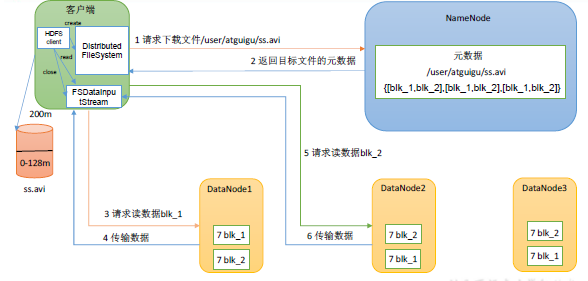 客户端
create
HDFS
client
read
close
Distributed
FileSystem
FSDataInpu
tStream
1 请求下载文件/user/atguigu/ss.avi
2 返回目标文件的元数据
NameNode
元数据
/user/atguigu/ss.avi
{[blk_1,blk_2],[blk_1,blk_2],[blk_1,blk_2]}
200m
0-128m
ss.avi
3 请求读数据blk_1
4 传输数据
5 请求读数据blk_2
6 传输数据
DataNode1
7 blk_1
7 blk_2
DataNode2
7 blk_2
7 blk_1
DataNode3
7 blk_2
7 blk_1